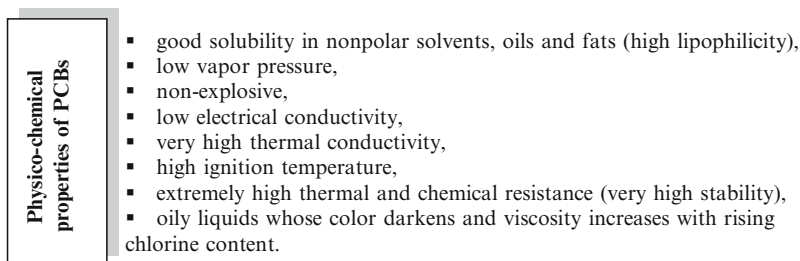 Physico-chemical
properties of PCBs
▪ good solubility in nonpolar solvents, oils and fats (high lipophilicity),
▪ low vapor pressure,
▪ non-explosive,
▪ low electrical conductivity,
▪ very high thermal conductivity,
▪ high ignition temperature,
▪ extremely high thermal and chemical resistance (very high stability),
▪ oily liquids whose color darkens and viscosity increases with rising
chlorine content.